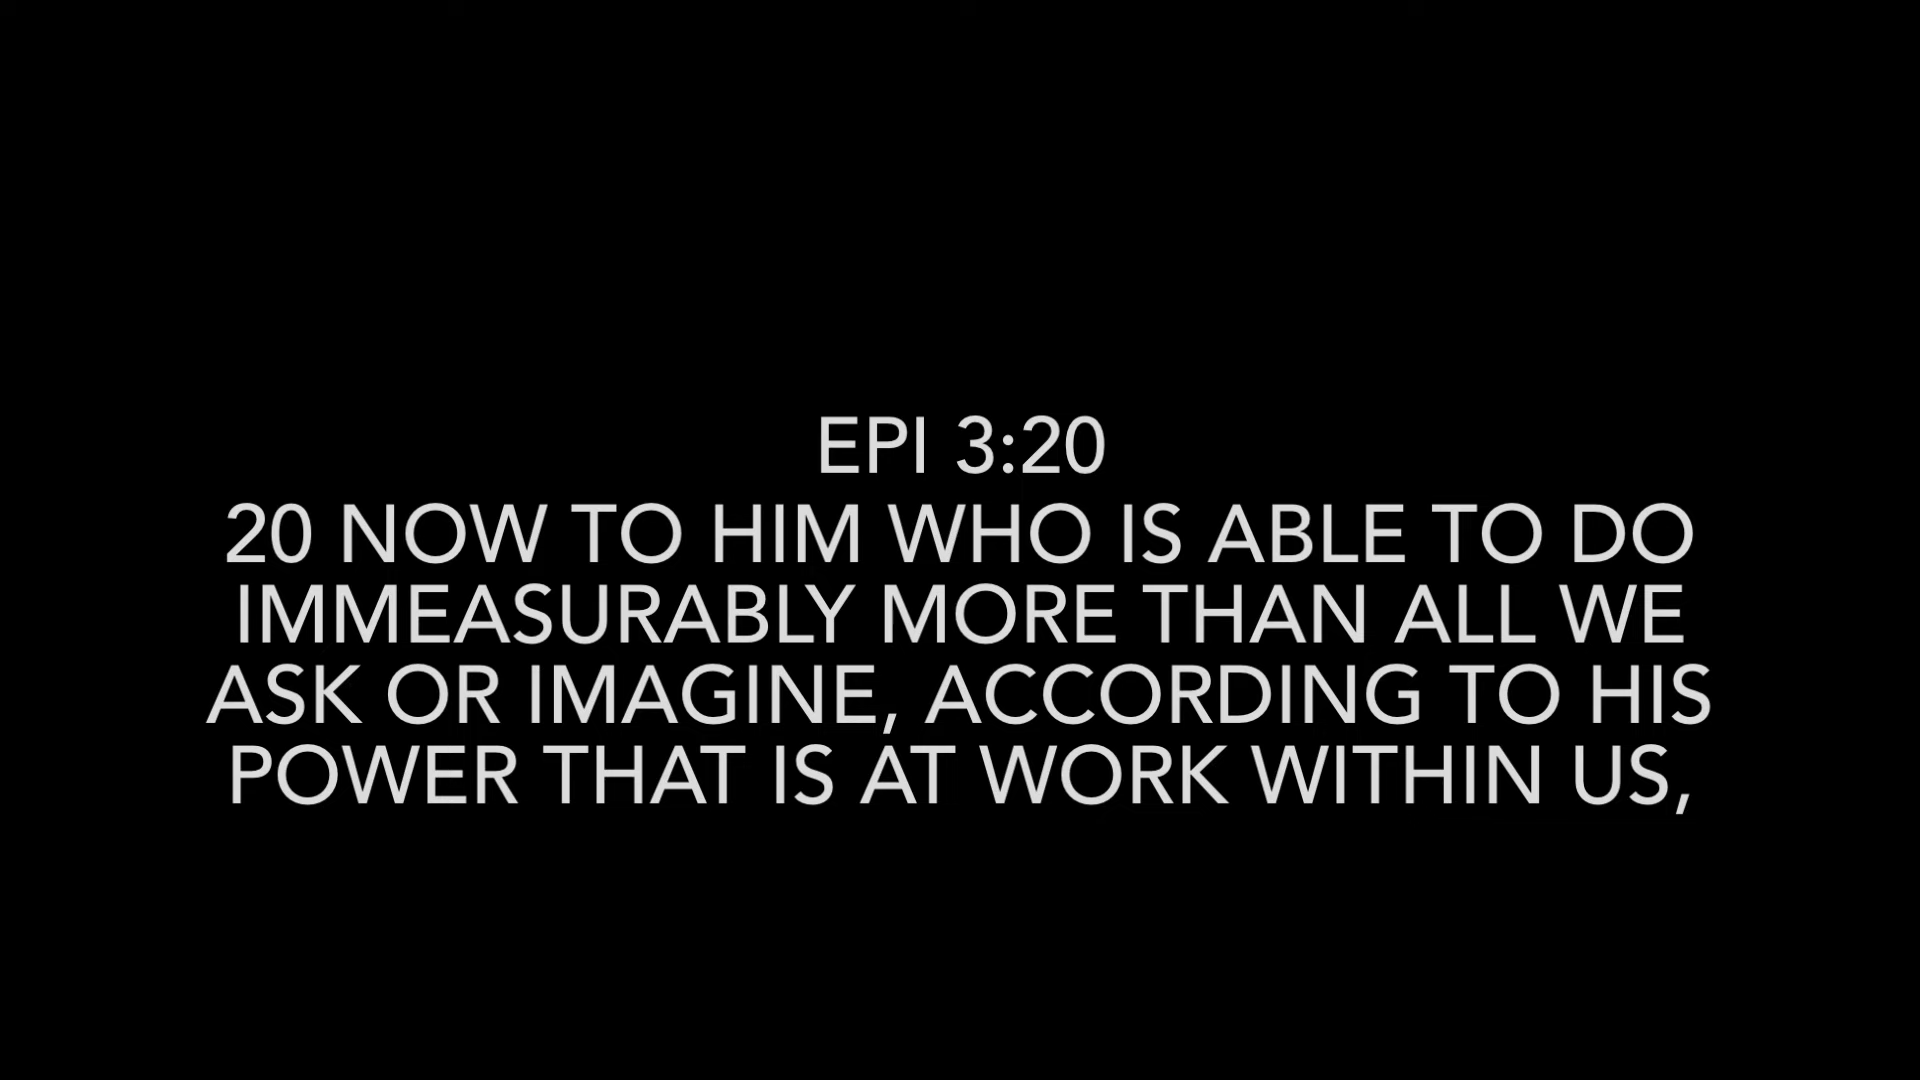 EPI 3:20
20 NOW TO HIM WHO IS ABLE TO DO
IMMEASURABLY MORE THAN ALL WE
ASK OR IMAGINE, ACCORDING TO HIS
POWER THAT IS AT WORK WITHIN US,